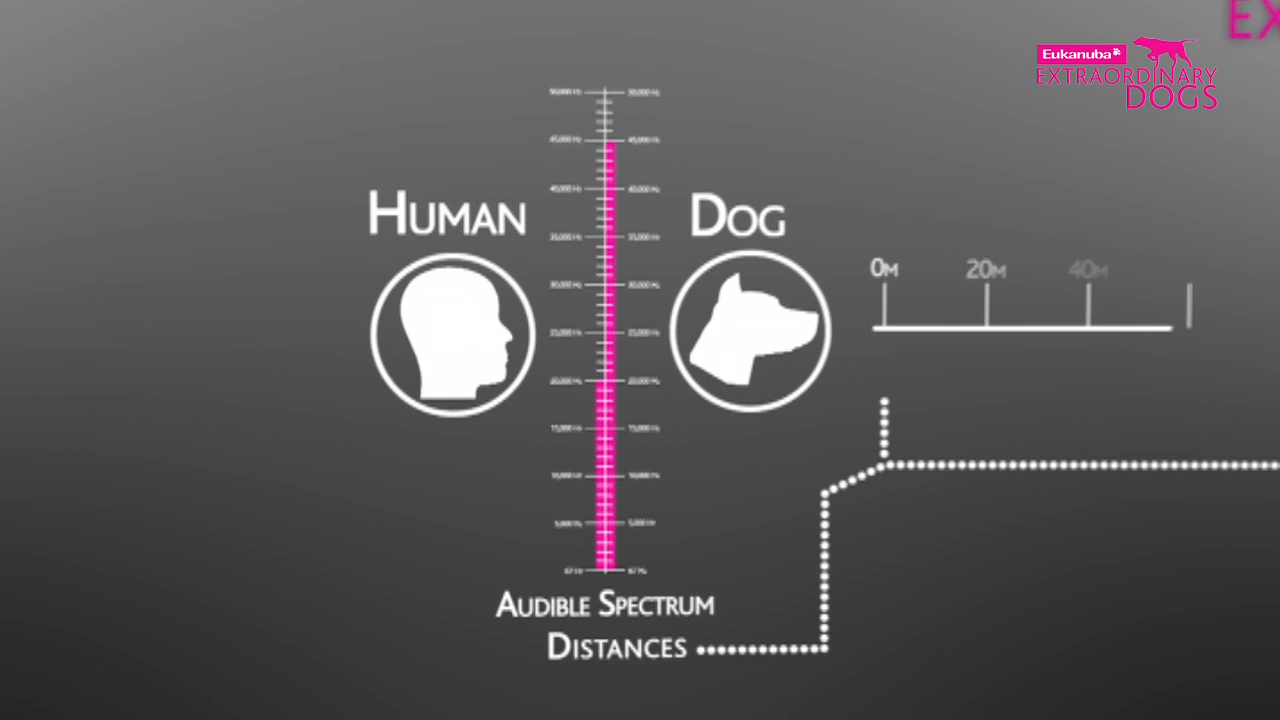 EX
Eukanuba
EXTRAORDINARY
DOGS
50,000 Hz 50,000 Hz
45,000 Hz 45,000 Hz
40,000 Hz 40,000 Hz
35,000 Hz 35,000 Hz
30,000 Hz 30,000 Hz
25,000 Hz 25,000 Hz
20,000 Hz 20,000 Hz
15,000 Hz 15,000 Hz
10,000 Hz 10,000 Hz
5,000 Hz 5,000 Hz
67 Hz 67 Hz
HUMAN
DOG
0M 20M 40M
AUDIBLE SPECTRUM
DISTANCES